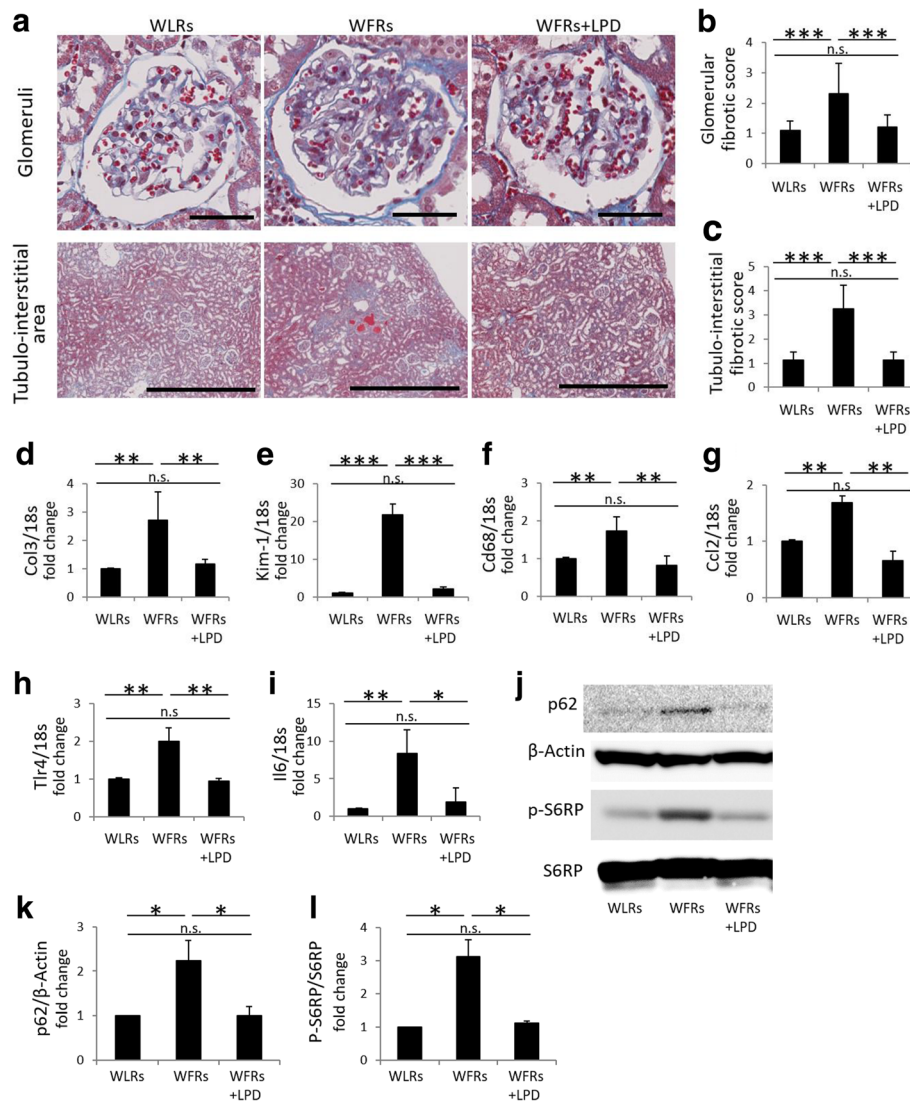 a
WLRs WFRs WFRs+LPD
Glomeruli
Tubulo-interstitial
area
b
*** ***
n.s.
Glomerular
fibrotic score
4
3
2
1
0
WLRs WFRs WFRs
+LPD
c
*** ***
n.s.
Tubulo-interstitial
fibrotic score
5
4
3
2
1
0
WLRs WFRs WFRs
+LPD
d
** **
n.s.
Col3/18s
fold change
4
3
2
1
0
WLRs WFRs WFRs
+LPD
e
*** ***
n.s.
Kim-1/18s
fold change
30
20
10
0
WLRs WFRs WFRs
+LPD
f
** **
n.s.
Cd68/18s
fold change
3
2
1
0
WLRs WFRs WFRs
+LPD
g
** **
n.s
Ccl2/18s
fold change
2
1
0
WLRs WFRs WFRs
+LPD
h
** **
n.s
Tlr4/18s
fold change
3
2
1
0
WLRs WFRs WFRs
+LPD
i
** *
n.s.
Il6/18s
fold change
15
10
5
0
WLRs WFRs WFRs
+LPD
j
p62
β-Actin
p-S6RP
S6RP
WLRs WFRs WFRs
+LPD
k
* *
n.s.
p62/β-Actin
fold change
3
2
1
0
WLRs WFRs WFRs
+LPD
l
* *
n.s.
P-S6RP/S6RP
fold change
4
3
2
1
0
WLRs WFRs WFRs
+LPD